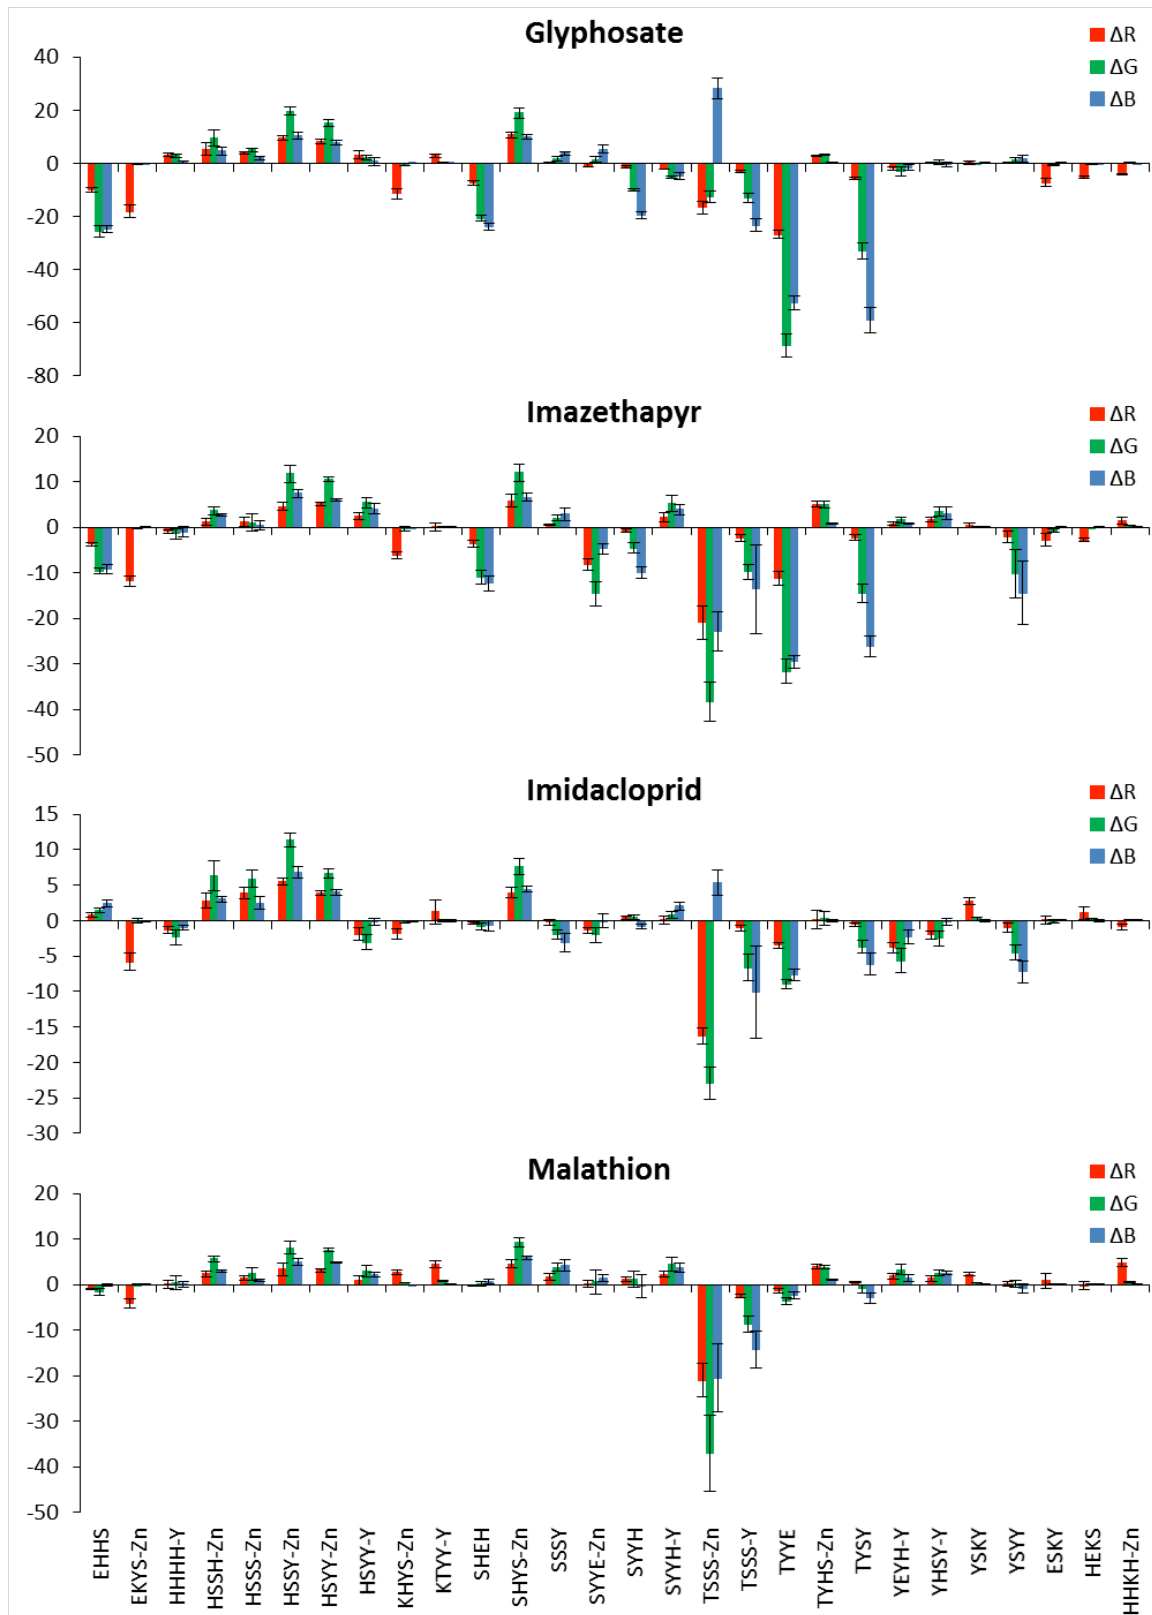 Glyphosate
ΔR
ΔG
ΔB
40
20
0
-20
-40
-60
-80
Imazethapyr
ΔR
ΔG
ΔB
20
10
0
-10
-20
-30
-40
-50
Imidacloprid
ΔR
ΔG
ΔB
15
10
5
0
-5
-10
-15
-20
-25
-30
Malathion
ΔR
ΔG
ΔB
20
10
0
-10
-20
-30
-40
-50
EHHS
EKYS-Zn
HHHH-Y
HSSH-Zn
HSSS-Zn
HSSY-Zn
HSYY-Zn
HSYY-Y
KHYS-Zn
KTYY-Y
SHEH
SHYS-Zn
SSSY
SYYE-Zn
SYYH
SYYH-Y
TSSS-Zn
TSSS-Y
TYYE
TYHS-Zn
TYSY
YEYH-Y
YHSY-Y
YSKY
YSYY
ESKY
HEKS
HHKH-Zn